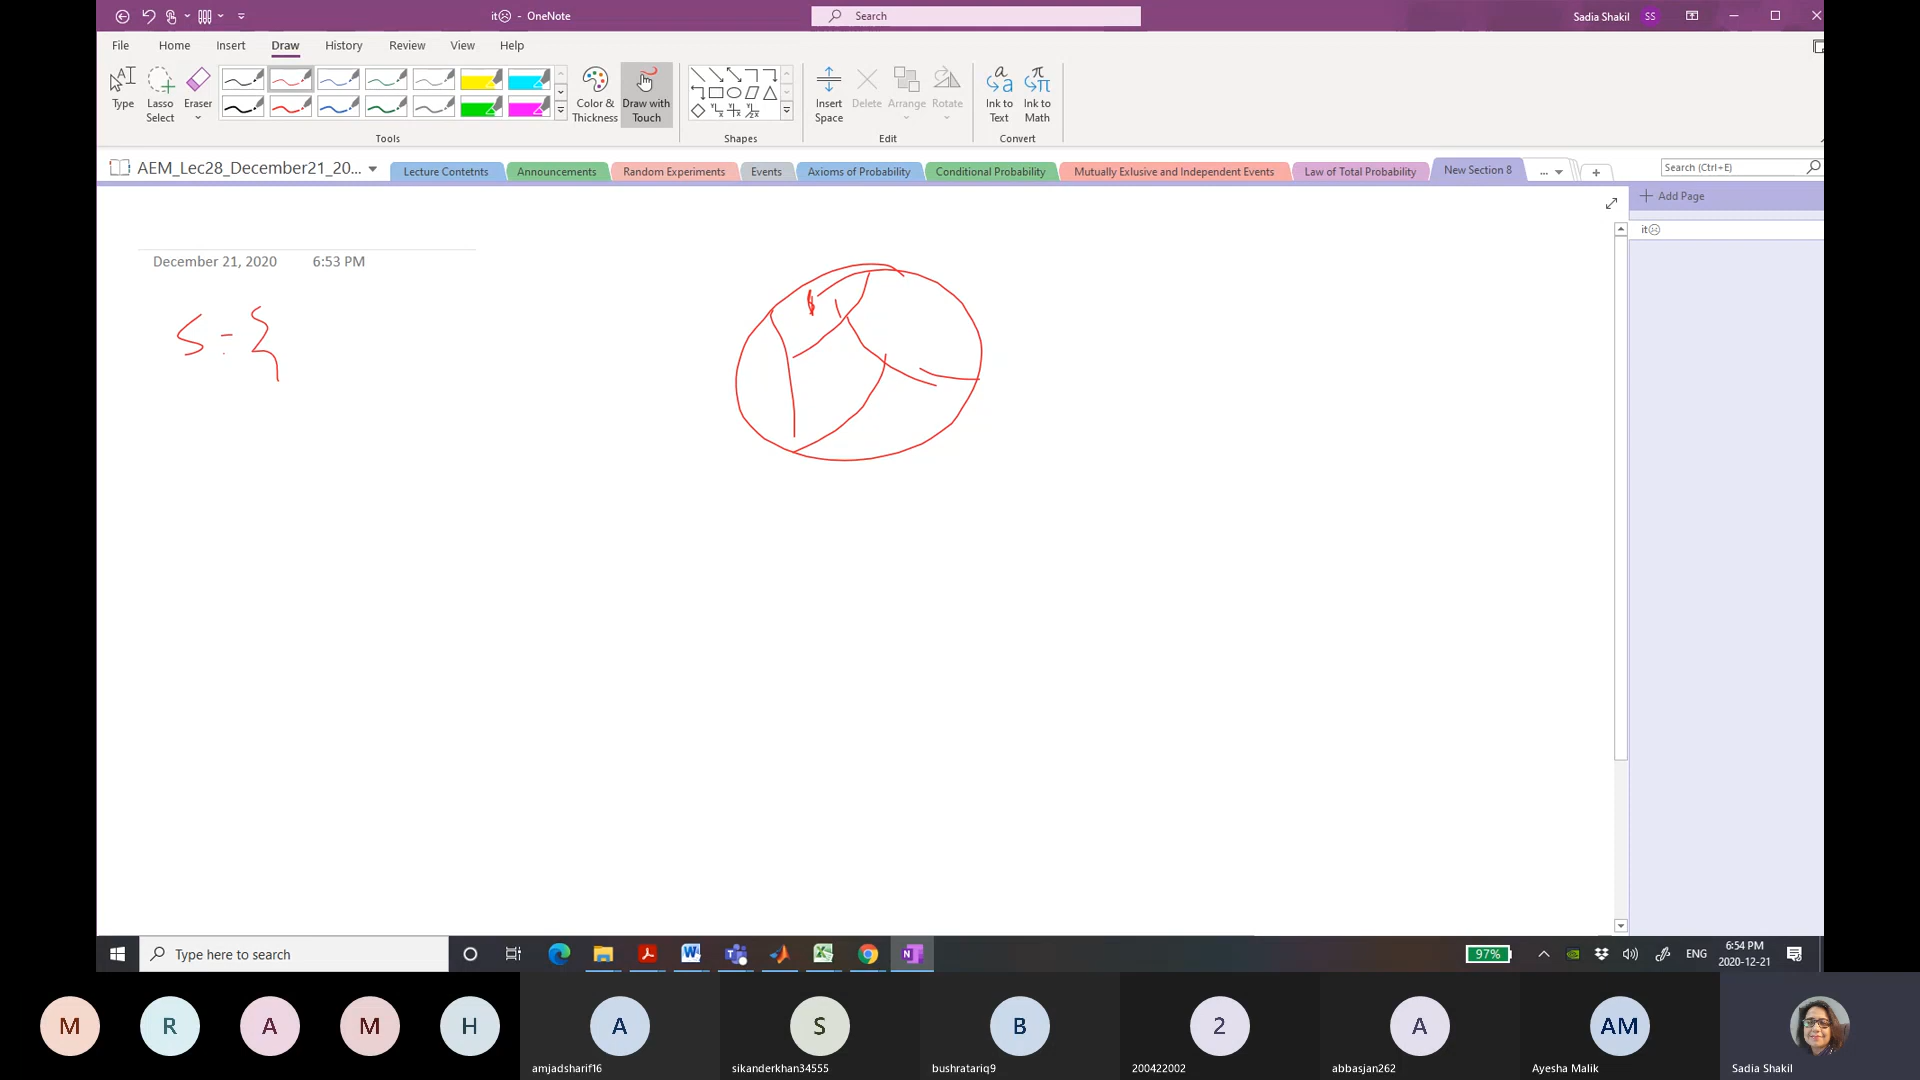 it☹ - OneNote
Search
Sadia Shakil
SS
File Home Insert Draw History Review View Help
Type
Lasso Select
Eraser
Color & Thickness
Draw with Touch
Insert Space
Delete
Arrange
Rotate
Ink to Text
Ink to Math
Tools
Shapes
Edit
Convert
AEM_Lec28_December21_20...
Lecture Contetnts
Announcements
Random Experiments
Events
Axioms of Probability
Conditional Probability
Mutually Exlusive and Independent Events
Law of Total Probability
New Section 8
...
Search (Ctrl+E)
Add Page
it☹
December 21, 2020 6:53 PM
S = {
Type here to search
97%
ENG
6:54 PM
2020-12-21
M R A M H A S B 2 A AM
amjadsharif16 sikanderkhan34555 bushratariq9 200422002 abbasjan262 Ayesha Malik Sadia Shakil